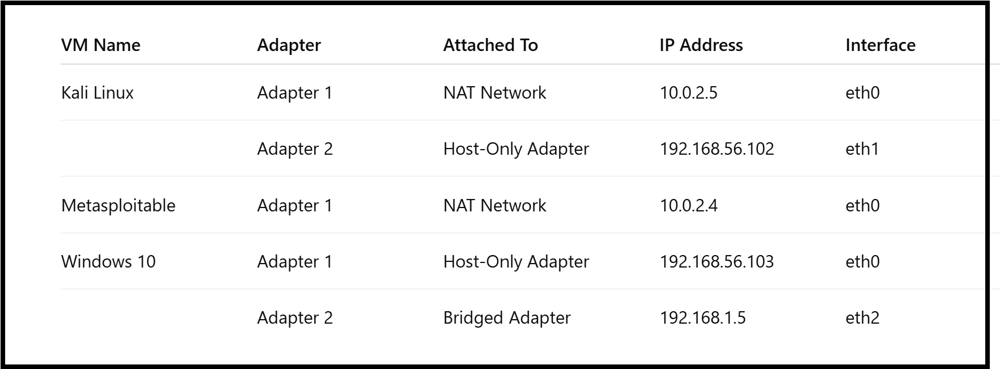 VM Name Adapter Attached To IP Address Interface
Kali Linux Adapter 1 NAT Network 10.0.2.5 eth0
Adapter 2 Host-Only Adapter 192.168.56.102 eth1
Metasploitable Adapter 1 NAT Network 10.0.2.4 eth0
Windows 10 Adapter 1 Host-Only Adapter 192.168.56.103 eth0
Adapter 2 Bridged Adapter 192.168.1.5 eth2